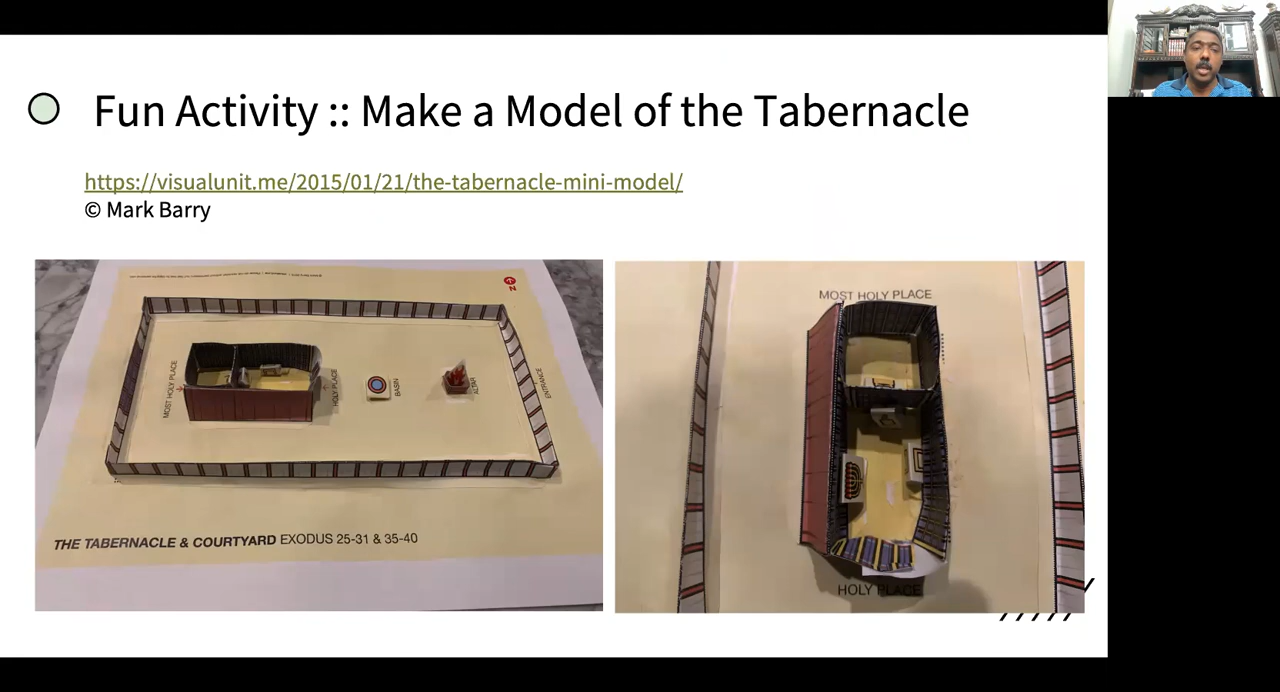 Fun Activity :: Make a Model of the Tabernacle
https://visualunit.me/2015/01/21/the-tabernacle-mini-model/
© Mark Barry
N
MOST HOLY PLACE
HOLY PLACE
BASIN
ALTAR
ENTRANCE
THE TABERNACLE & COURTYARD EXODUS 25-31 & 35-40
MOST HOLY PLACE
HOLY PLACE